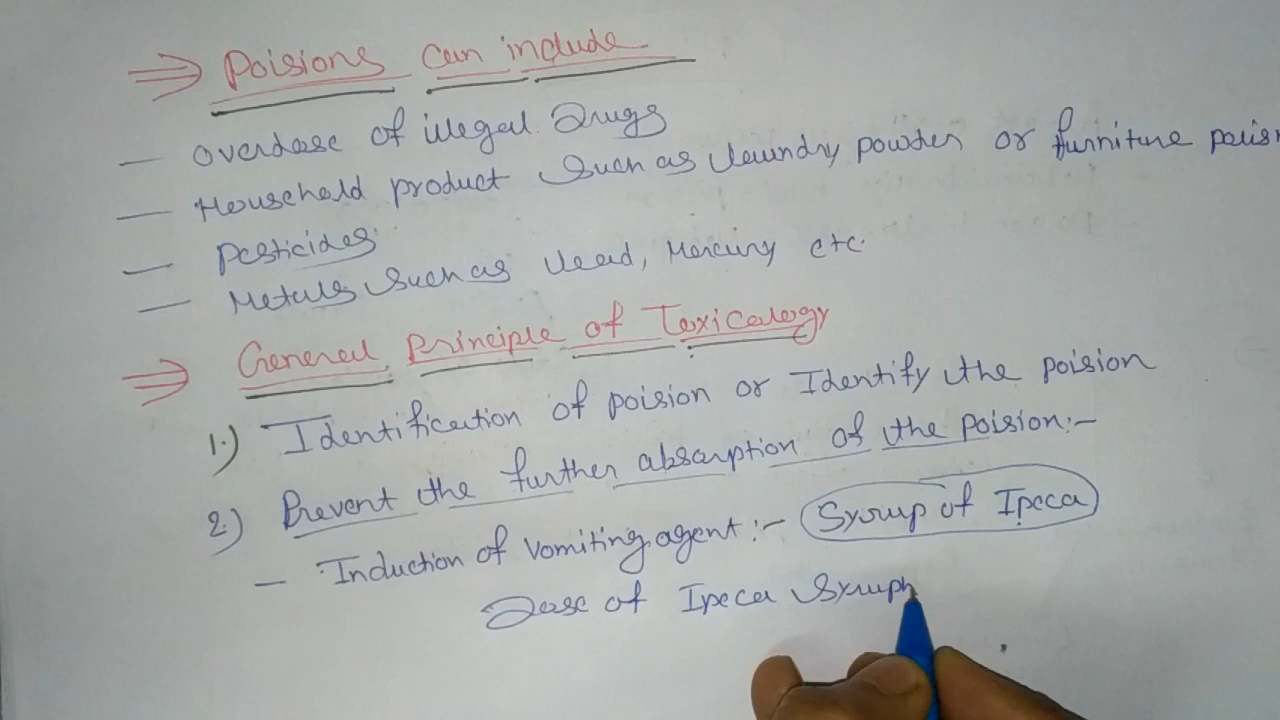 ⇒ Poisions can include
— Overdose of illegal Drugs
— Household product such as laundry powder or furniture polish
— Pesticides
— Metals such as lead, Mercury etc.
⇒ General principle of Toxicology
1.) Identification of poision or Identify the poision
2) Prevent the further absorption of the poision:-
— Induction of vomiting agent:- Syrup of Ipeca
Dose of Ipeca Syruph